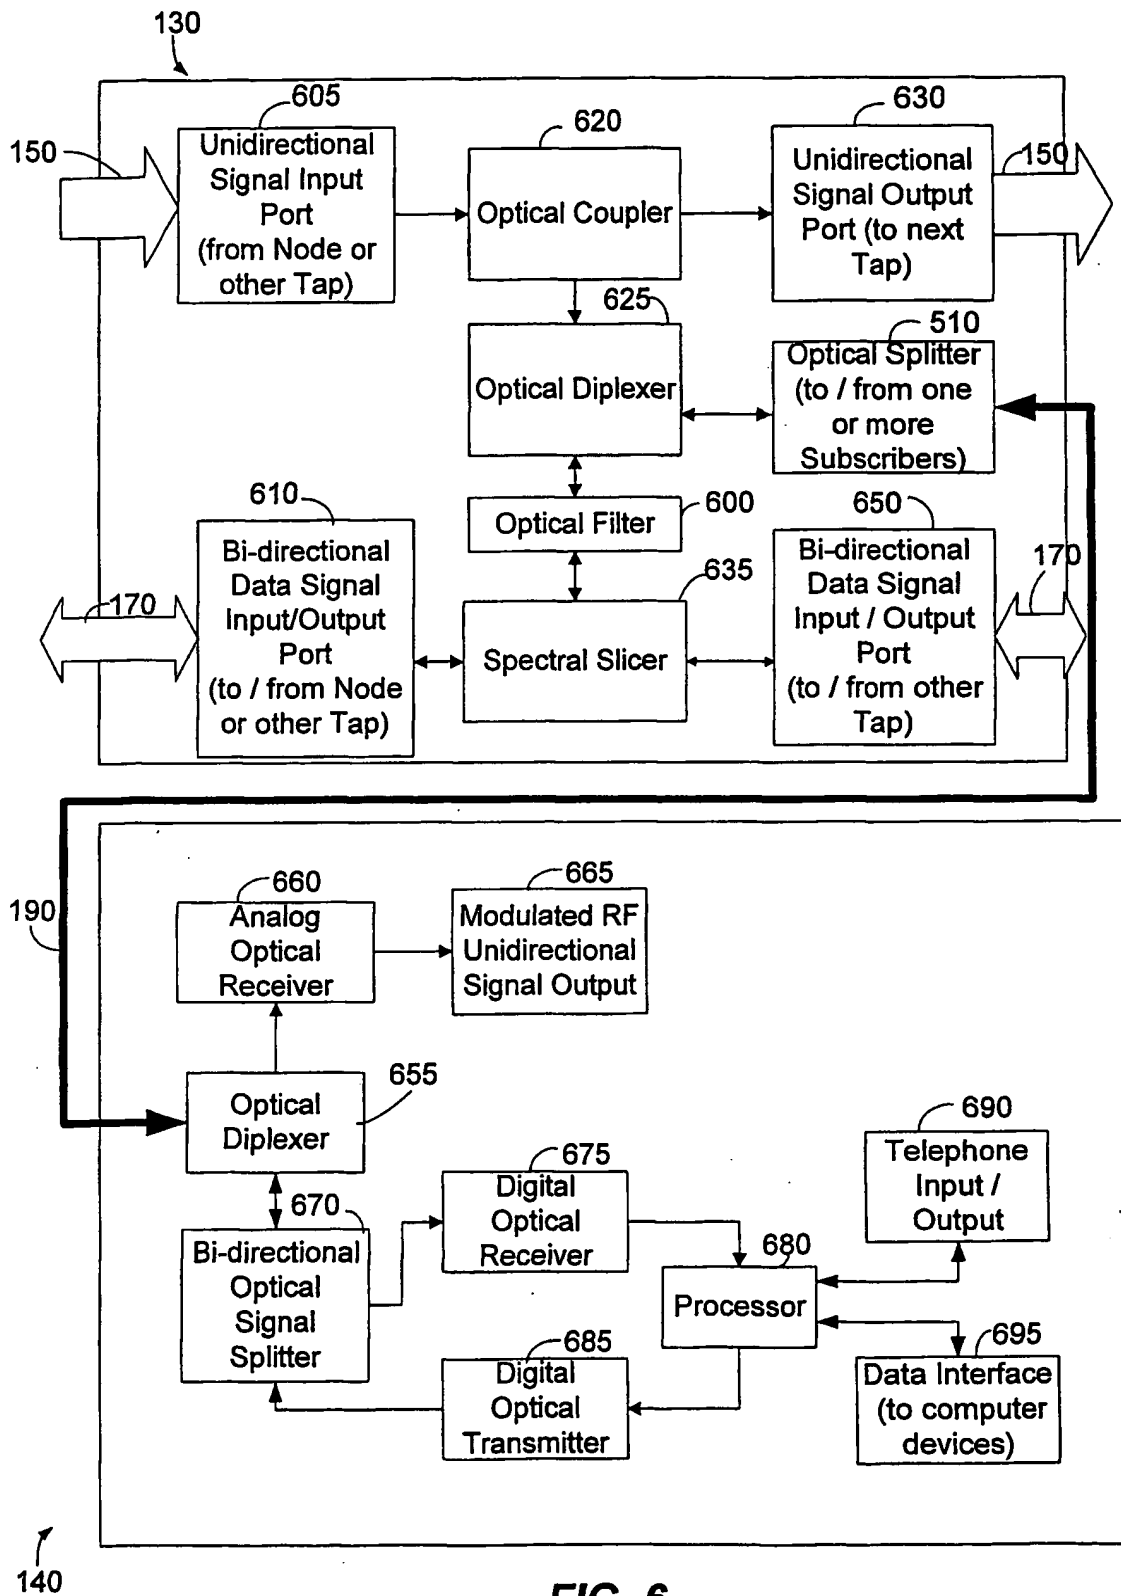 130
605
620
630
150
Unidirectional
Signal Input
Port
(from Node or
other Tap)
Optical Coupler
Unidirectional
Signal Output
Port (to next
Tap)
150
625
510
Optical Diplexer
Optical Splitter
(to / from one
or more
Subscribers)
610
Optical Filter
600
650
635
170
Bi-directional
Data Signal
Input/Output
Port
(to / from Node
or other Tap)
Spectral Slicer
Bi-directional
Data Signal
Input / Output
Port
(to / from other
Tap)
170
190
660
665
Analog
Optical
Receiver
Modulated RF
Unidirectional
Signal Output
Optical
Diplexer
655
690
Telephone
Input /
Output
675
Digital
Optical
Receiver
670
Bi-directional
Optical
Signal
Splitter
680
Processor
685
Digital
Optical
Transmitter
695
Data Interface
(to computer
devices)
140
FIG. 6